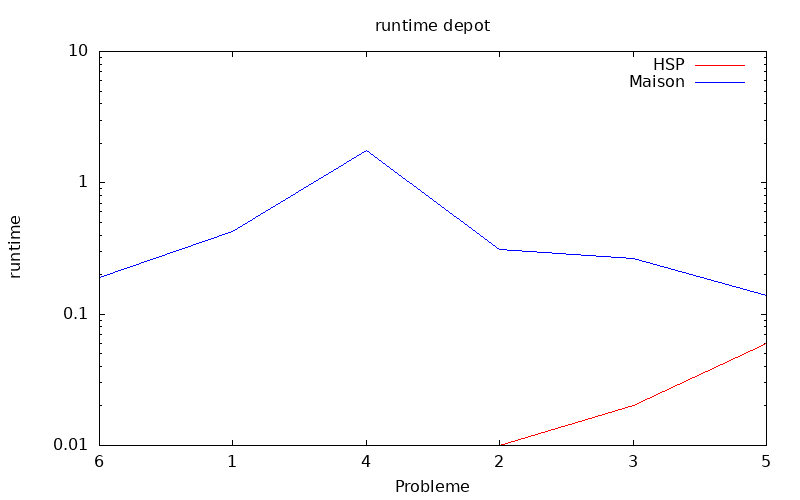 runtime depot
10
HSP
Maison
1
runtime
0.1
0.01
6 1 4 2 3 5
Probleme